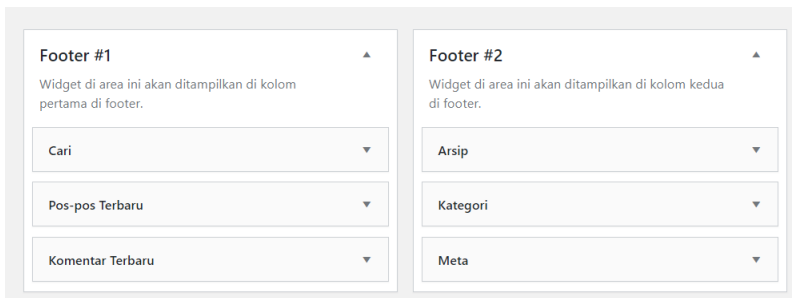 Footer #1
Widget di area ini akan ditampilkan di kolom
pertama di footer.
Cari
Pos-pos Terbaru
Komentar Terbaru
Footer #2
Widget di area ini akan ditampilkan di kolom kedua
di footer.
Arsip
Kategori
Meta